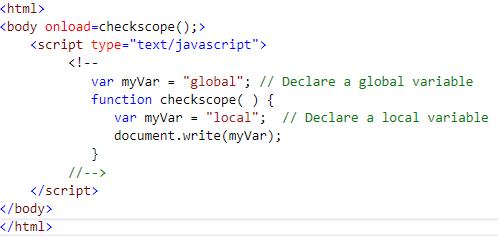 <html>
<body onload=checkscope();>
<script type="text/javascript">
<!--
var myVar = "global"; // Declare a global variable
function checkscope( ) {
var myVar = "local";  // Declare a local variable
document.write(myVar);
}
//-->
</script>
</body>
</html>